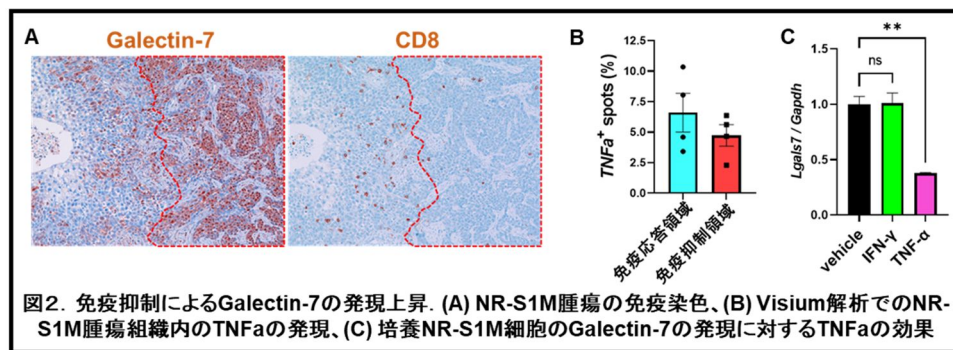 A
Galectin-7
CD8
B
TNFa⁺ spots (%)
12.5
10.0
7.5
5.0
2.5
0.0
免疫応答領域
免疫抑制領域
C
Lgals7 / Gapdh
1.5
1.0
0.5
0.0
**
ns
vehicle
IFN-γ
TNF-α
図2. 免疫抑制によるGalectin-7の発現上昇. (A) NR-S1M腫瘍の免疫染色、(B) Visium解析でのNR-
S1M腫瘍組織内のTNFaの発現、(C) 培養NR-S1M細胞のGalectin-7の発現に対するTNFaの効果